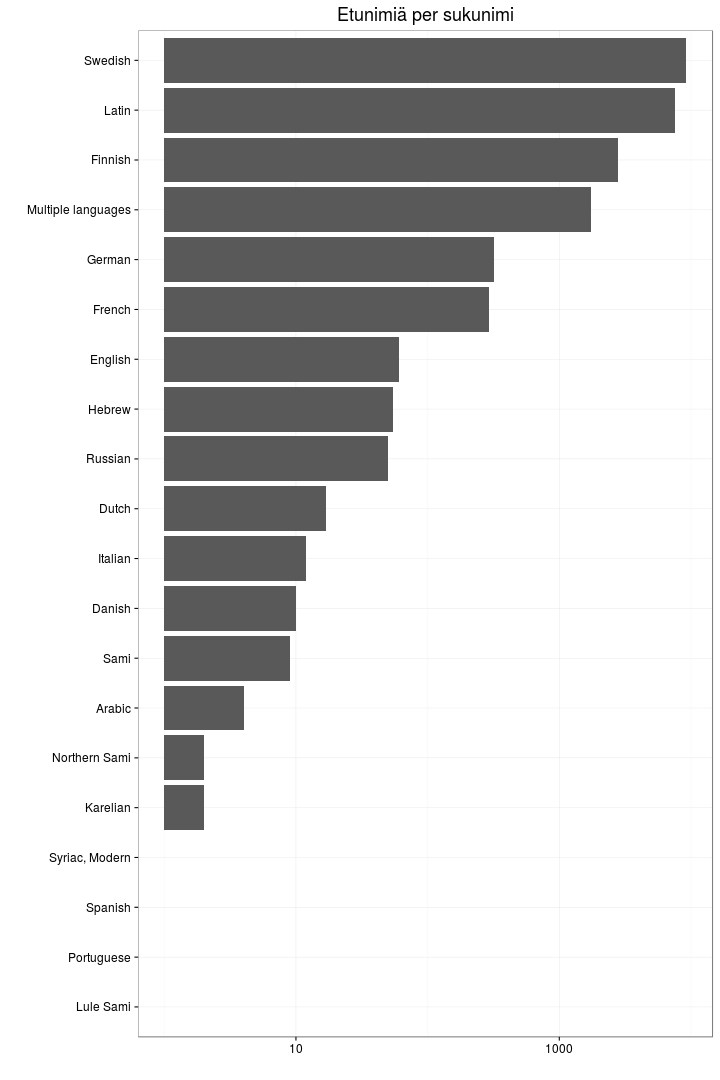 Etunimiä per sukunimi
Swedish
Latin
Finnish
Multiple languages
German
French
English
Hebrew
Russian
Dutch
Italian
Danish
Sami
Arabic
Northern Sami
Karelian
Syriac, Modern
Spanish
Portuguese
Lule Sami
10 1000